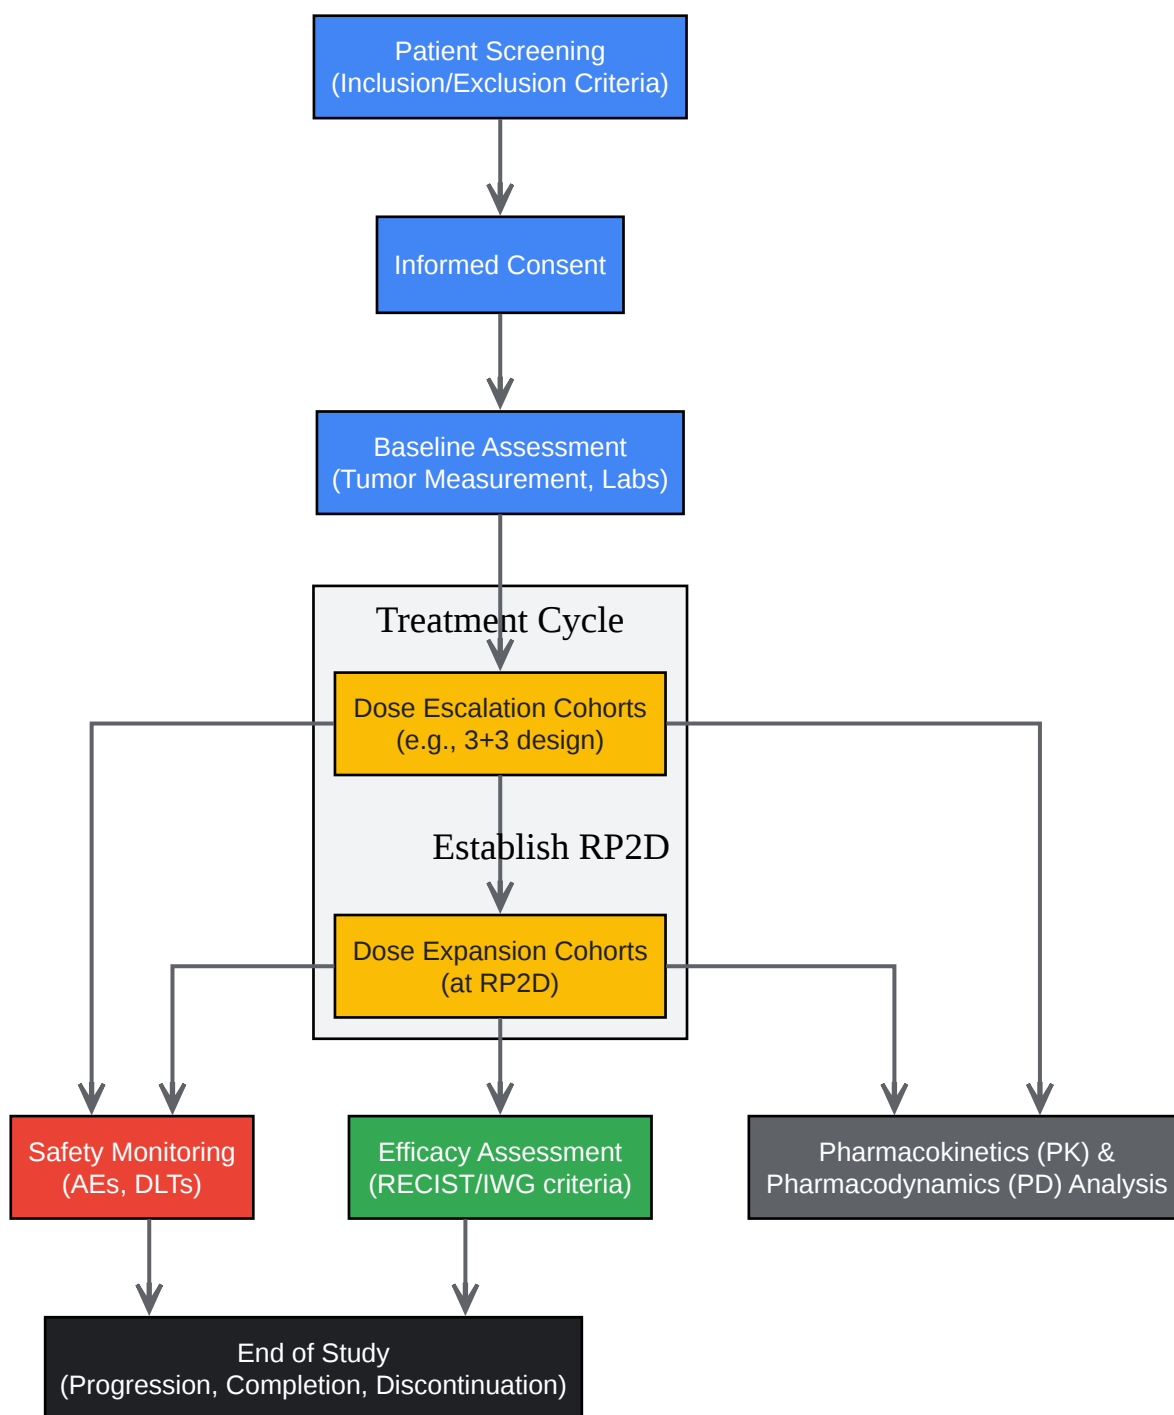 Patient Screening
(Inclusion/Exclusion Criteria)
Informed Consent
Baseline Assessment
(Tumor Measurement, Labs)
Treatment Cycle
Dose Escalation Cohorts
(e.g., 3+3 design)
Establish RP2D
Dose Expansion Cohorts
(at RP2D)
Safety Monitoring
(AEs, DLTs)
Efficacy Assessment
(RECIST/IWG criteria)
Pharmacokinetics (PK) &
Pharmacodynamics (PD) Analysis
End of Study
(Progression, Completion, Discontinuation)